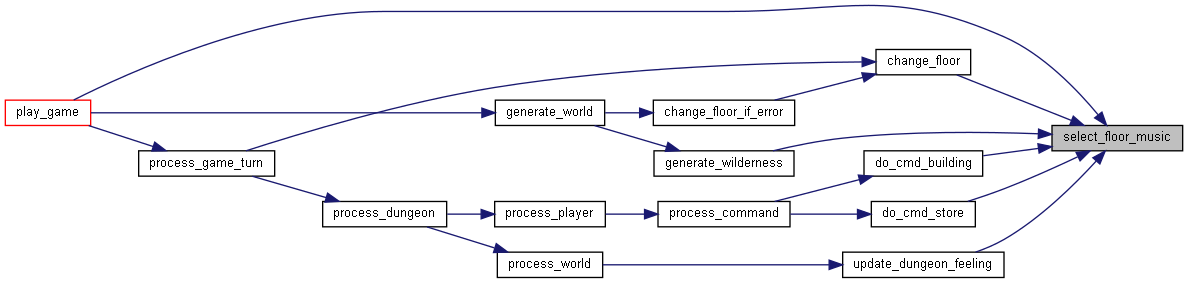 change_floor
play_game
generate_world
change_floor_if_error
select_floor_music
process_game_turn
generate_wilderness
do_cmd_building
process_dungeon
process_player
process_command
do_cmd_store
process_world
update_dungeon_feeling